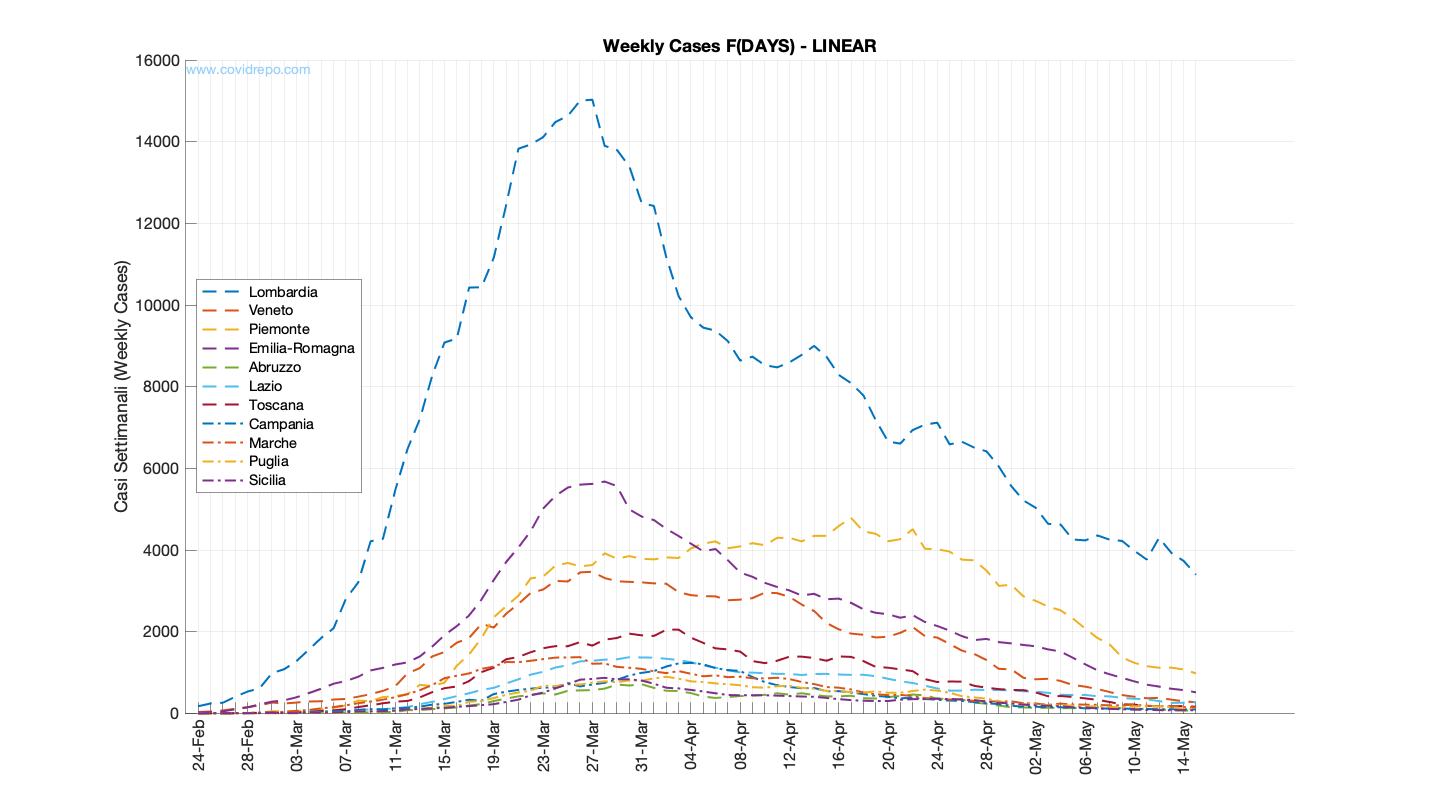 Weekly Cases F(DAYS) - LINEAR
www.covidrepo.com
Casi Settimanali (Weekly Cases)
16000
14000
12000
10000
8000
6000
4000
2000
0
Lombardia
Veneto
Piemonte
Emilia-Romagna
Abruzzo
Lazio
Toscana
Campania
Marche
Puglia
Sicilia
24-Feb
28-Feb
03-Mar
07-Mar
11-Mar
15-Mar
19-Mar
23-Mar
27-Mar
31-Mar
04-Apr
08-Apr
12-Apr
16-Apr
20-Apr
24-Apr
28-Apr
02-May
06-May
10-May
14-May